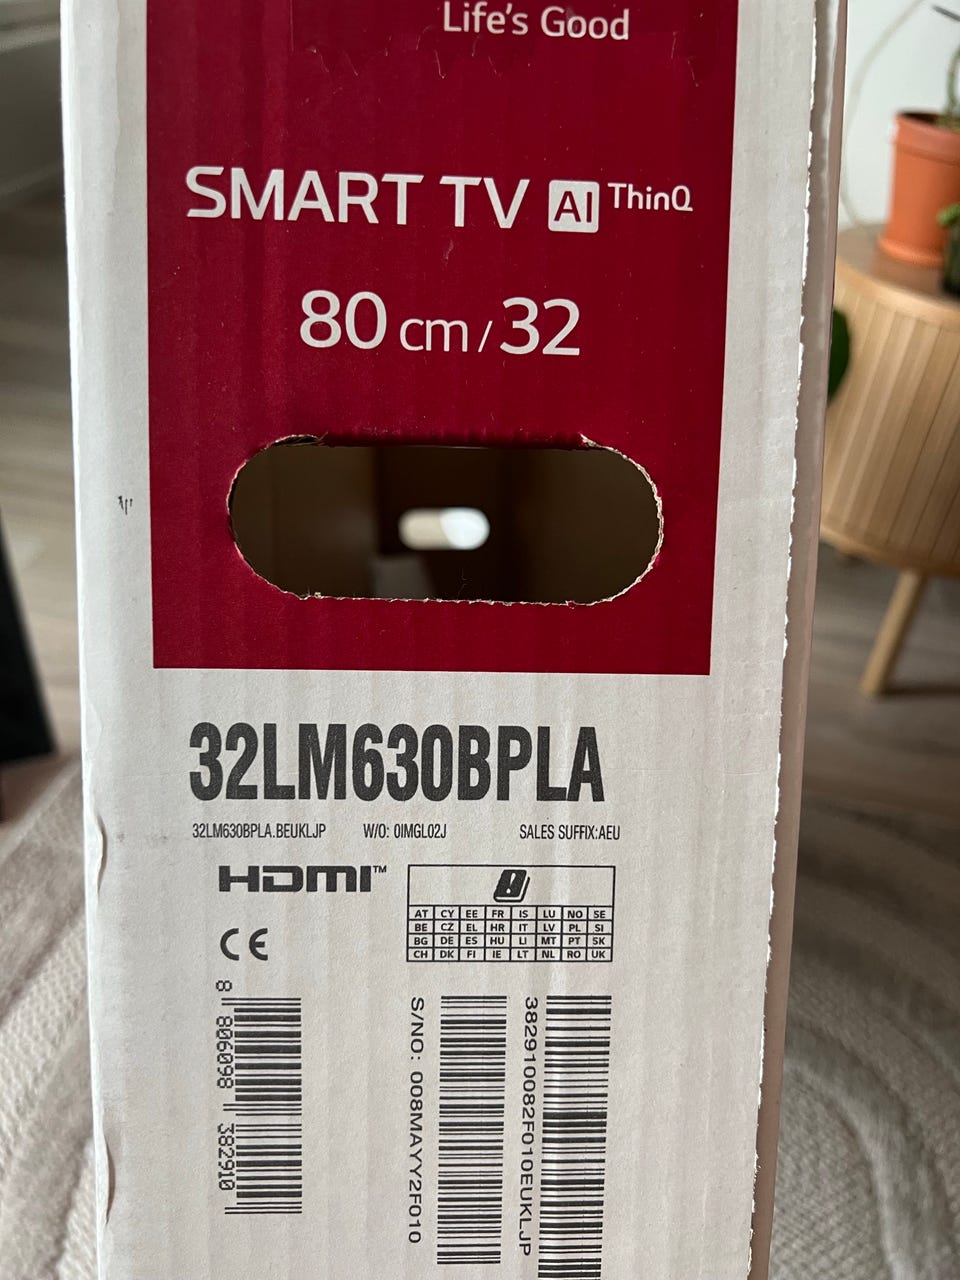 Life's Good
SMART TV AI ThinQ
80 cm / 32
32LM630BPLA
32LM630BPLA.BEUKLJP W/O: 0IMGL02J SALES SUFFIX:AEU
HDMI™
AT CY EE FR IS LU NO SE
BE CZ EL HR IT LV PL SI
BG DE ES HU LI MT PT SK
CH DK FI IE LT NL RO UK
CE
8 806098 382910
S/NO: 008MAYY2F010
382910082F010EUKLJP